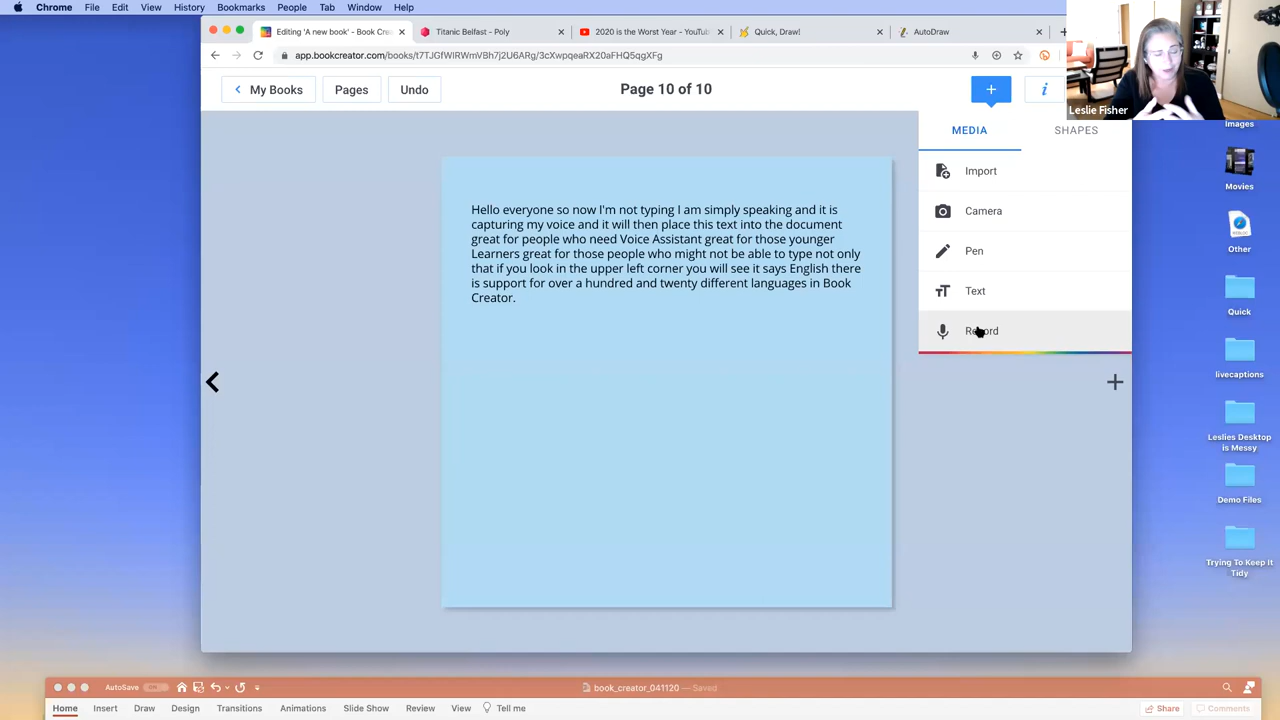 Chrome File Edit View History Bookmarks People Tab Window Help
Editing 'A new book' - Book Cre
Titanic Belfast - Poly
2020 is the Worst Year - YouTu
Quick, Draw!
AutoDraw
app.bookcreator.com/books/
My Books
Pages
Undo
Page 10 of 10
Leslie Fisher
MEDIA
SHAPES
Import
Camera
Pen
Text
Record
Hello everyone so now I'm not typing I am simply speaking and it is
capturing my voice and it will then place this text into the document
great for people who need Voice Assistant great for those younger
Learners great for those people who might not be able to type not only
that if you look in the upper left corner you will see it says English there
is support for over a hundred and twenty different languages in Book
Creator.
Images
Movies
Other
Quick
livecaptions
Leslies Desktop
is Messy
Demo Files
Trying To Keep It
Tidy
AutoSave
book_creator_041120 — Saved
Home Insert Draw Design Transitions Animations Slide Show Review View Tell me
Share
Comments